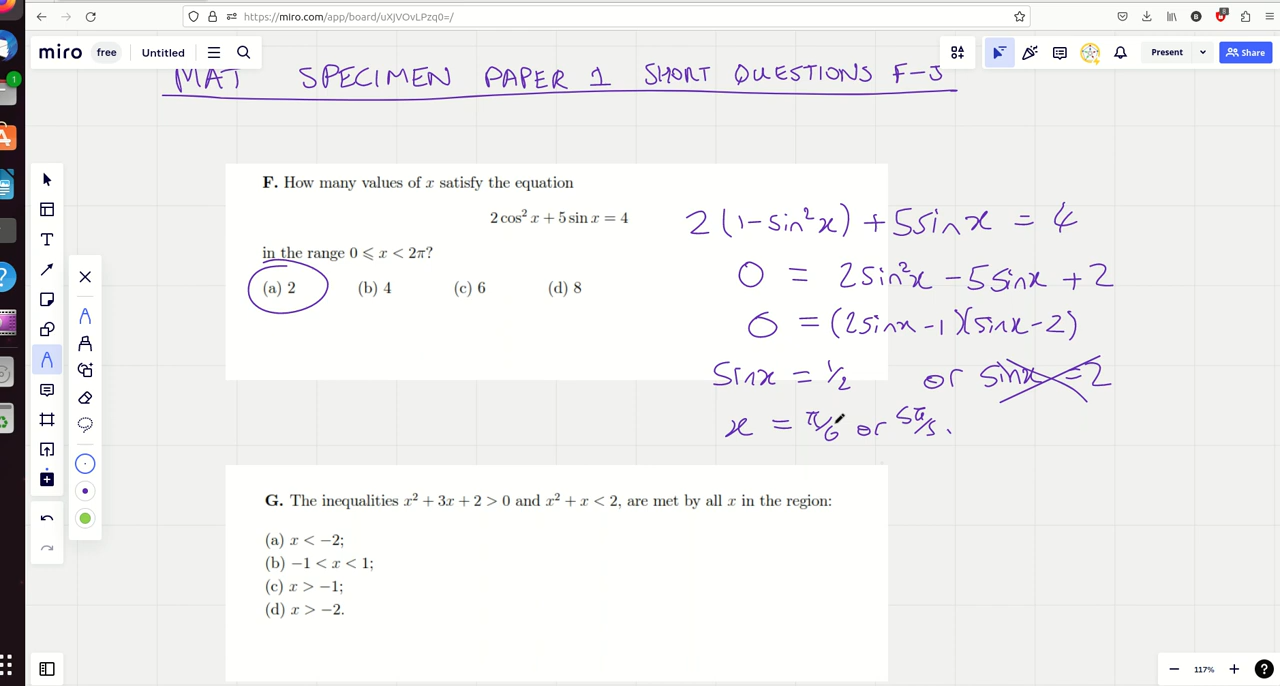 https://miro.com/app/board/uXjVOvLPzq0=/
miro free Untitled Present Share
MAT SPECIMEN PAPER 1 SHORT QUESTIONS F-J
F. How many values of x satisfy the equation
2 cos² x + 5 sin x = 4
in the range 0 ⩽ x < 2π?
(a) 2 (b) 4 (c) 6 (d) 8
2(1-sin²x) + 5sinx = 4
0 = 2sin²x - 5sinx + 2
0 = (2sinx - 1)(sinx - 2)
sinx = 1/2 or sinx = 2
x = π/6 or 5π/5.
G. The inequalities x² + 3x + 2 > 0 and x² + x < 2, are met by all x in the region:
(a) x < −2;
(b) −1 < x < 1;
(c) x > −1;
(d) x > −2.
117%